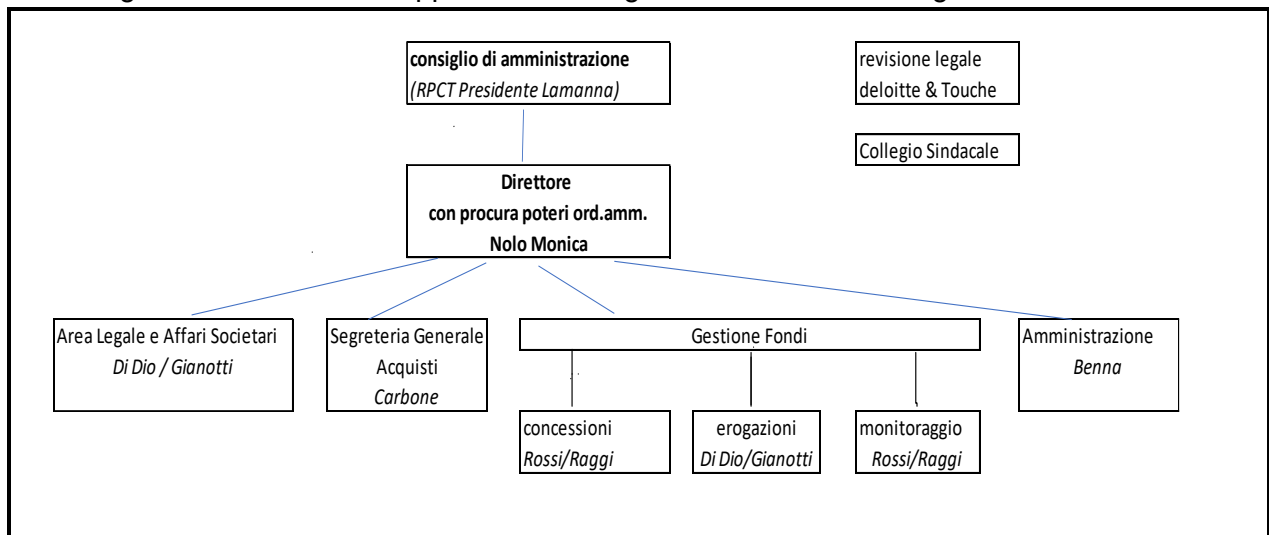 consiglio di amministrazione
(RPCT Presidente Lamanna)
revisione legale
deloitte & Touche
Collegio Sindacale
Direttore
con procura poteri ord.amm.
Nolo Monica
Area Legale e Affari Societari
Di Dio / Gianotti
Segreteria Generale
Acquisti
Carbone
Gestione Fondi
Amministrazione
Benna
concessioni
Rossi/Raggi
erogazioni
Di Dio/Gianotti
monitoraggio
Rossi/Raggi